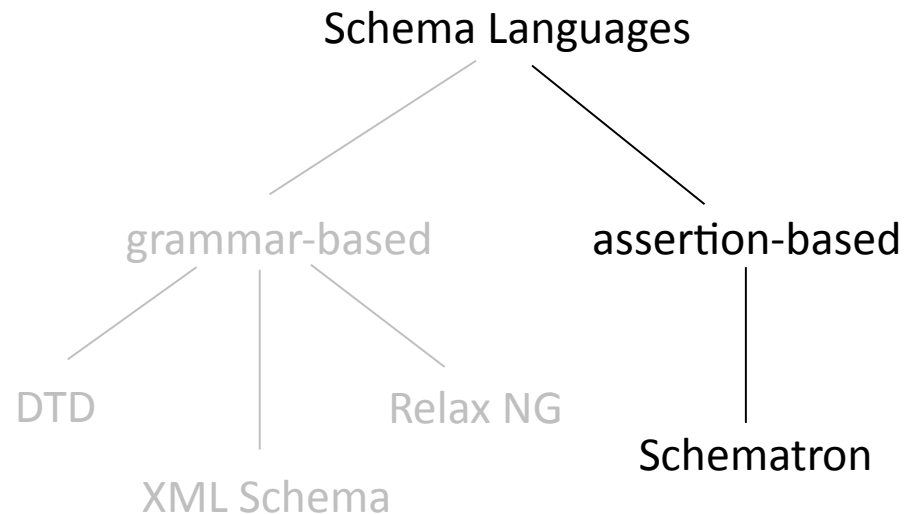 Schema Languages
grammar-based
assertion-based
DTD
Relax NG
Schematron
XML Schema